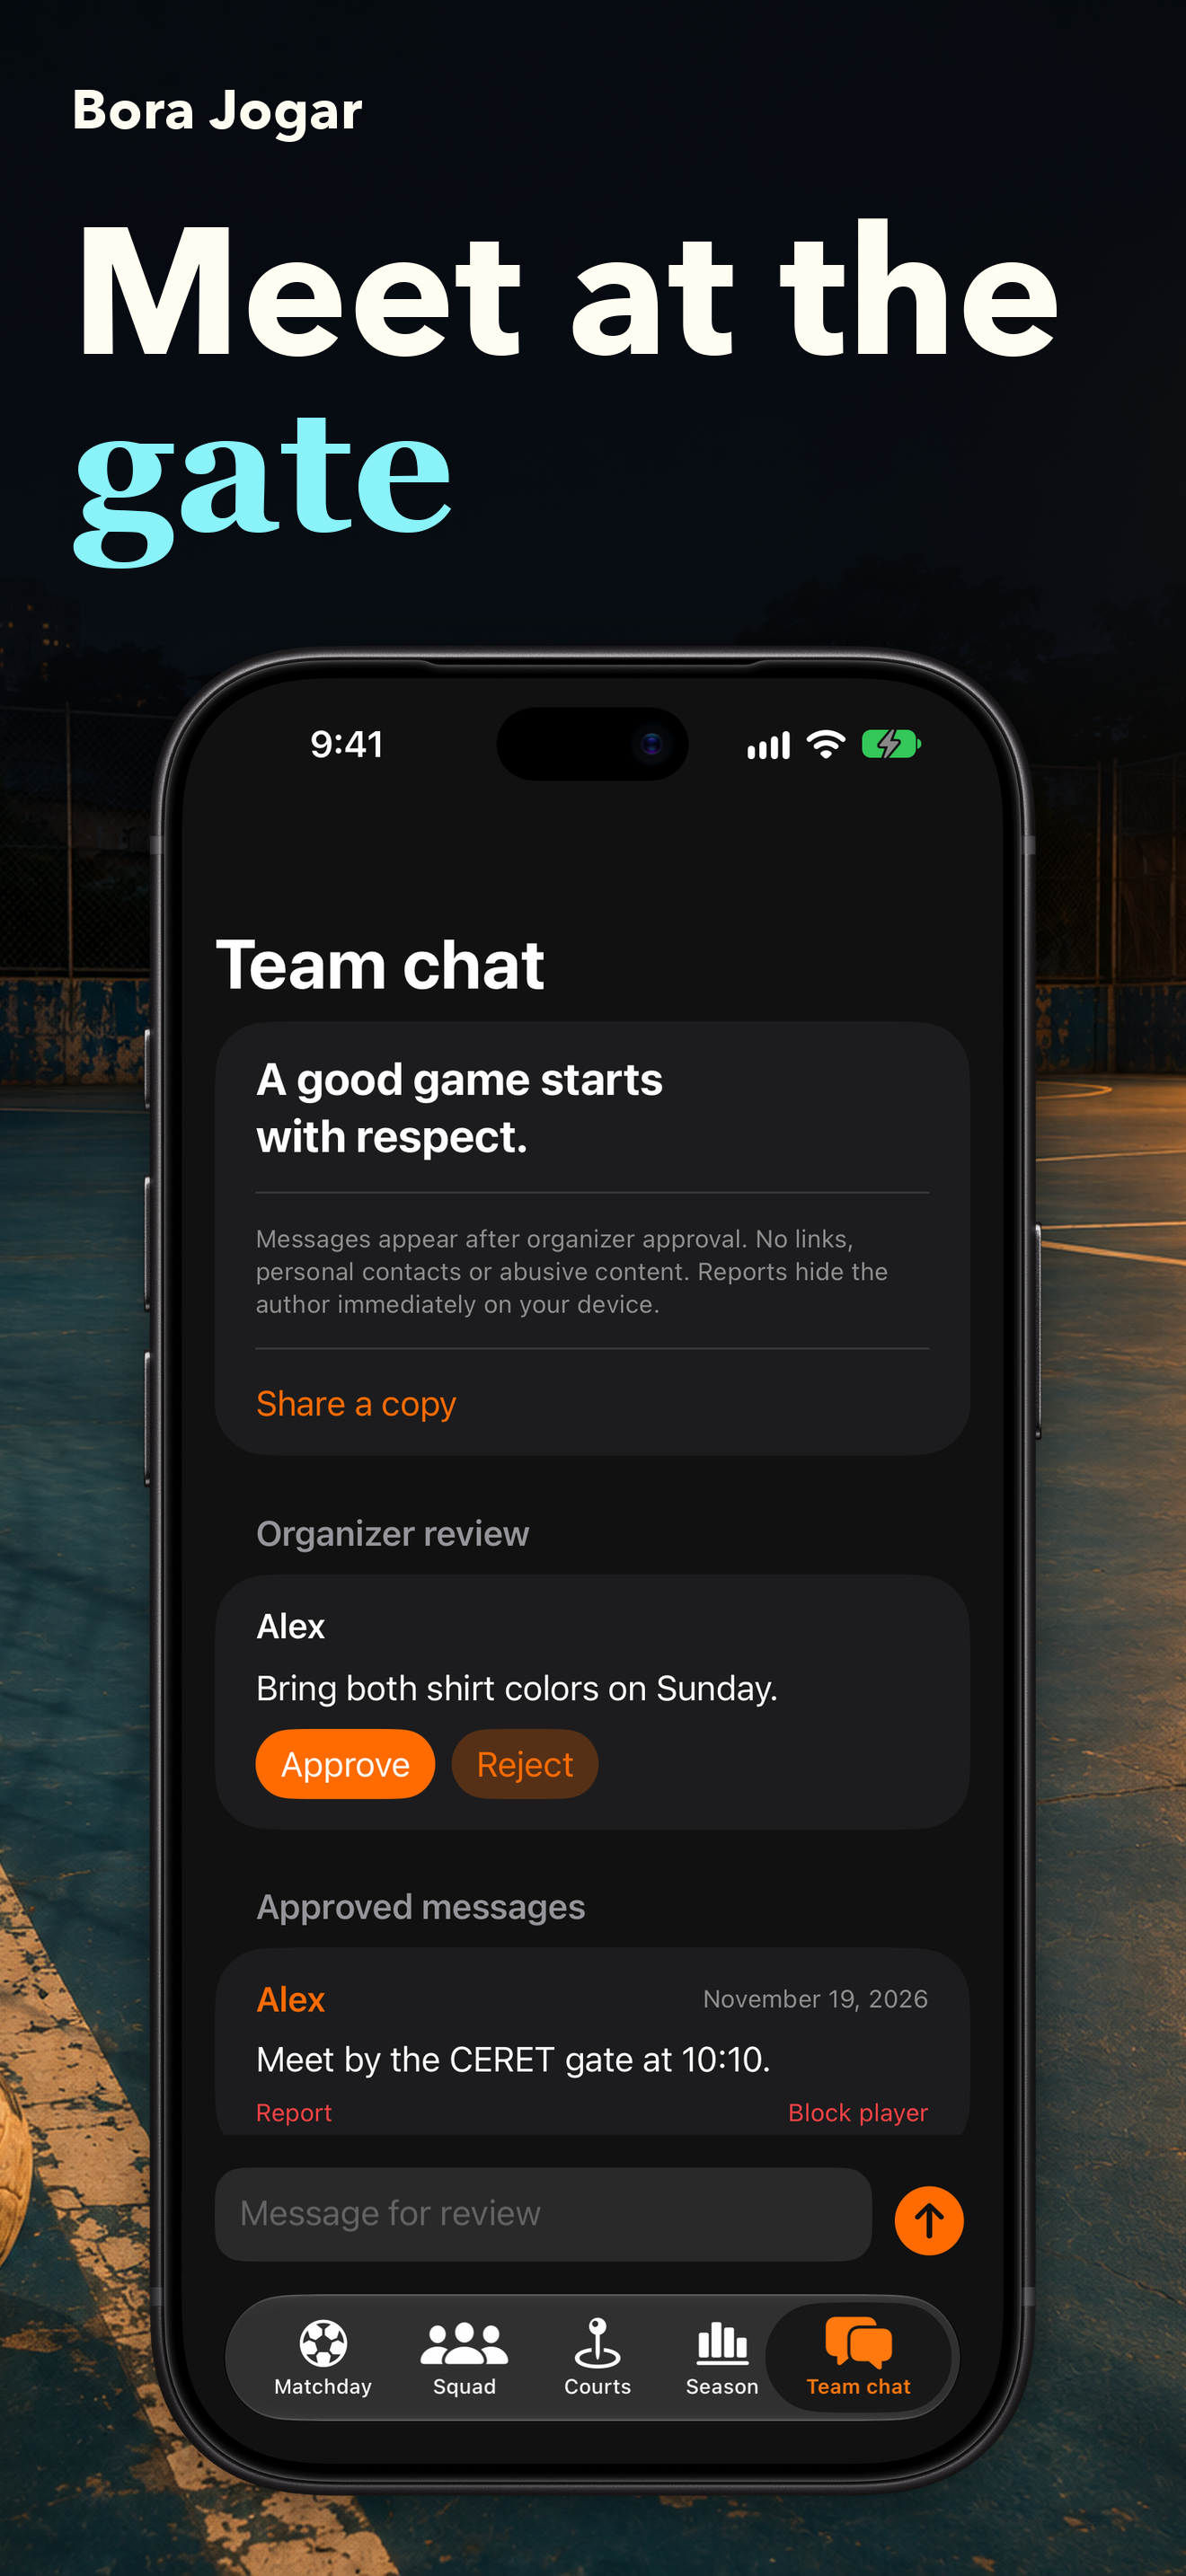 Bora Jogar
Meet at the
gate
9:41
Team chat
A good game starts
with respect.
Messages appear after organizer approval. No links,
personal contacts or abusive content. Reports hide the
author immediately on your device.
Share a copy
Organizer review
Alex
Bring both shirt colors on Sunday.
Approve Reject
Approved messages
Alex November 19, 2026
Meet by the CERET gate at 10:10.
Report Block player
Message for review
Matchday Squad Courts Season Team chat